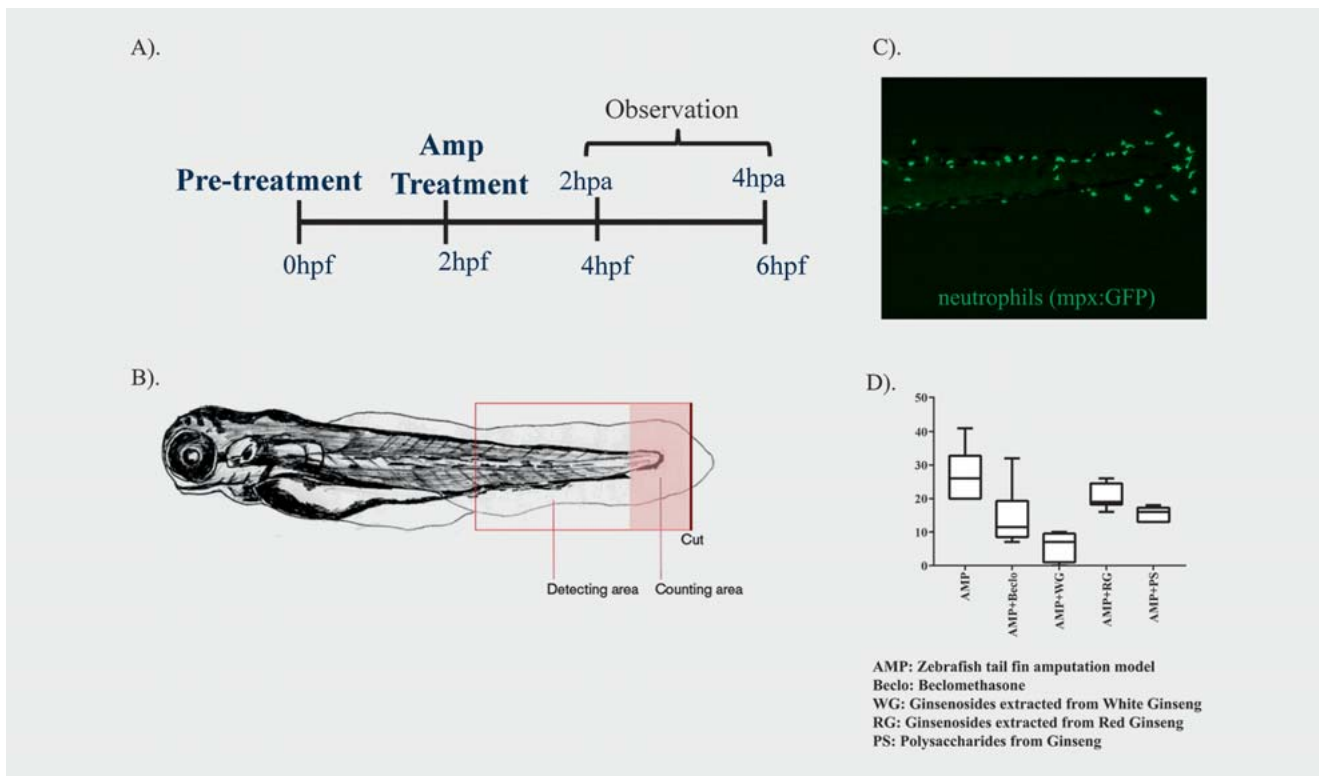 A).
Observation
Amp
Pre-treatment Treatment 2hpa 4hpa
0hpf 2hpf 4hpf 6hpf
B).
Cut
Detecting area Counting area
C).
neutrophils (mpx:GFP)
D).
50
40
30
20
10
0
AMP
AMP+Beclo
AMP+WG
AMP+RG
AMP+PS
AMP: Zebrafish tail fin amputation model
Beclo: Beclomethasone
WG: Ginsenosides extracted from White Ginseng
RG: Ginsenosides extracted from Red Ginseng
PS: Polysaccharides from Ginseng